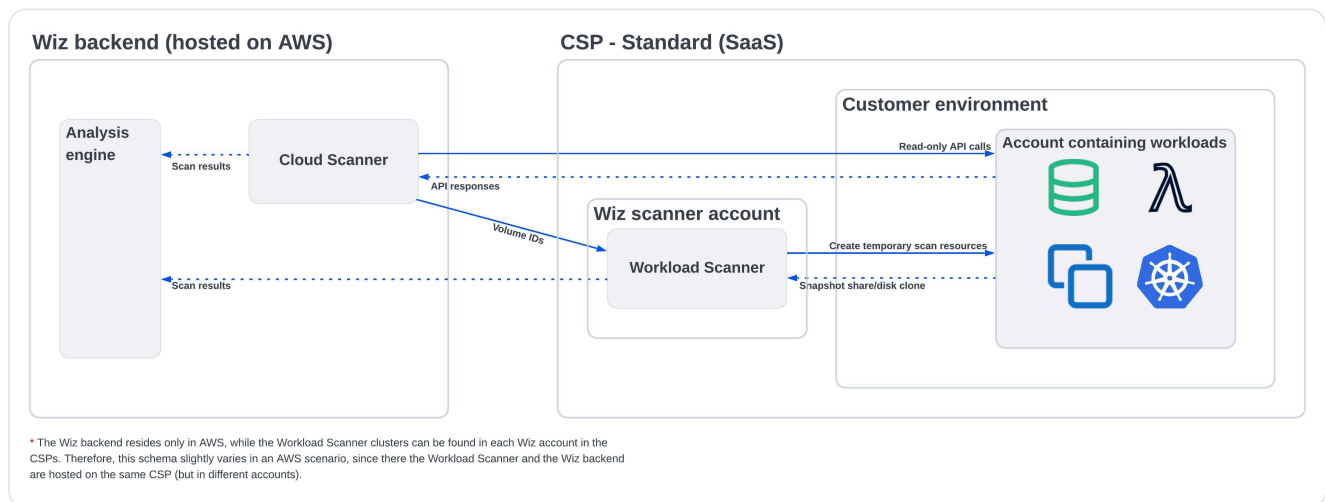 Wiz backend (hosted on AWS)
CSP - Standard (SaaS)
Customer environment
Analysis
engine
Cloud Scanner
Account containing workloads
Read-only API calls
Scan results
API responses
Wiz scanner account
Volume IDs
Create temporary scan resources
Workload Scanner
Scan results
Snapshot share/disk clone
* The Wiz backend resides only in AWS, while the Workload Scanner clusters can be found in each Wiz account in the
CSPs. Therefore, this schema slightly varies in an AWS scenario, since there the Workload Scanner and the Wiz backend
are hosted on the same CSP (but in different accounts).